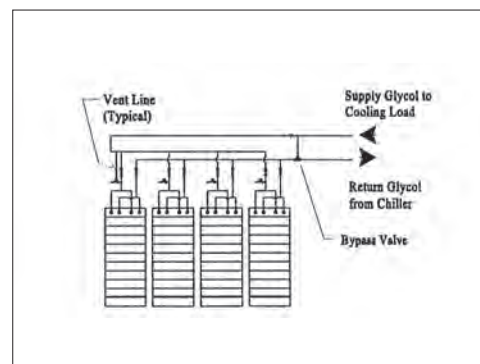 Vent Line
(Typical)
Supply Glycol to
Cooling Load
Return Glycol
from Chiller
Bypass Valve